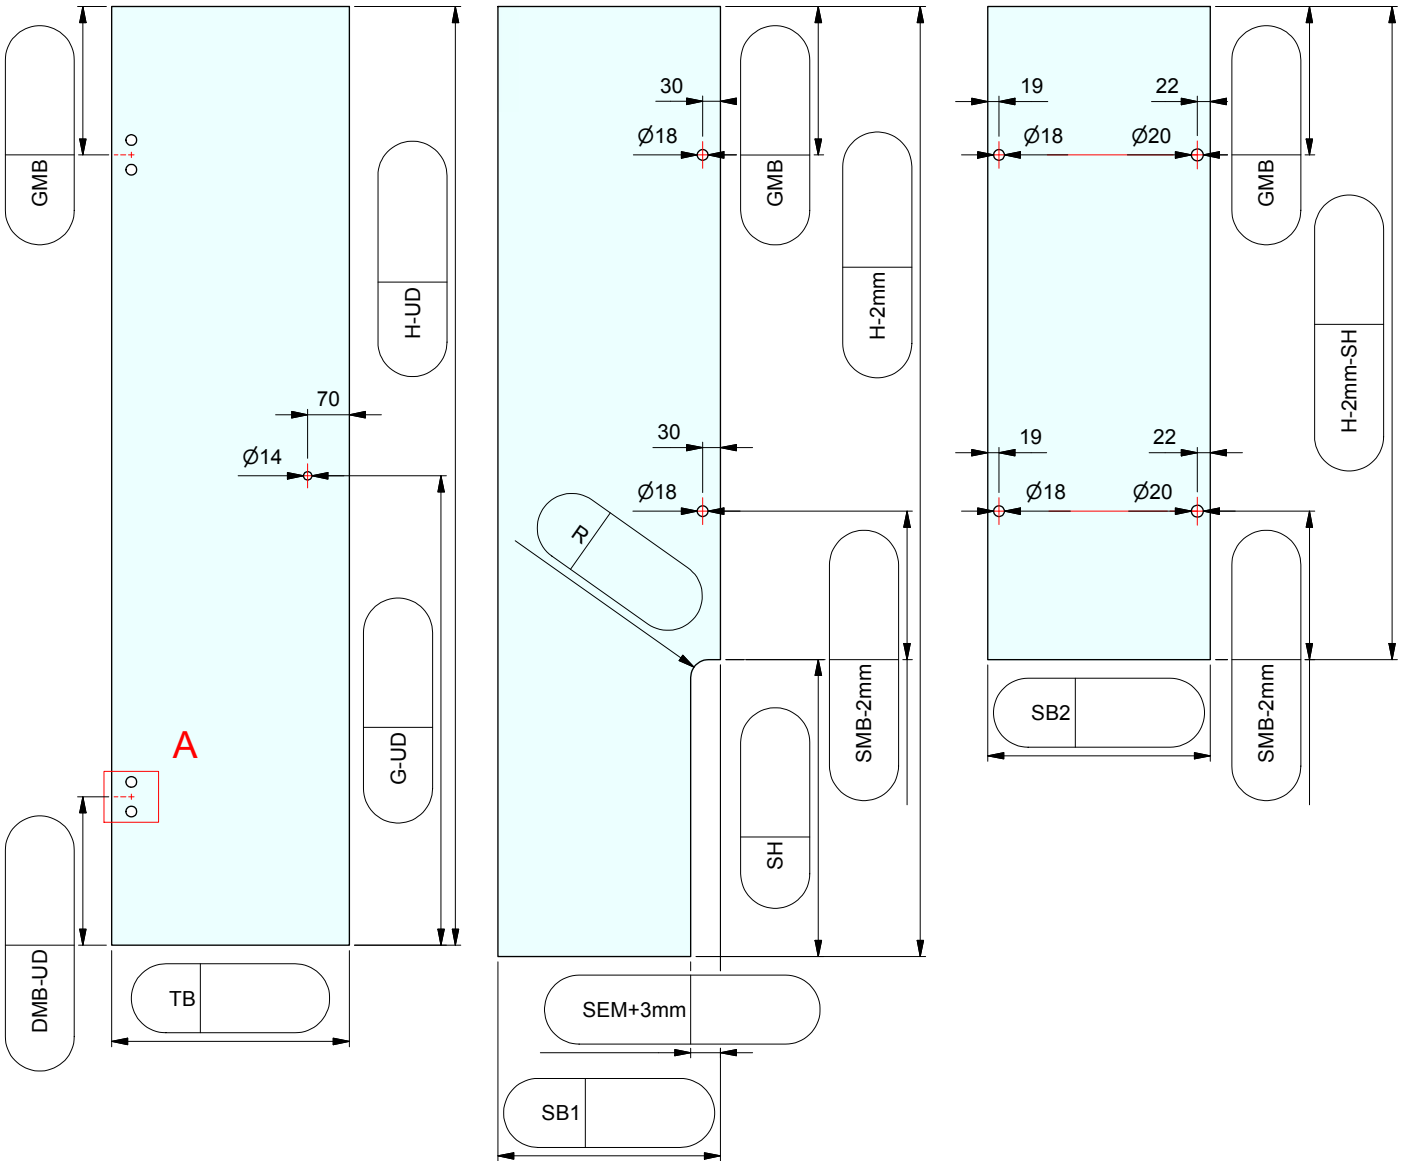 GMB
H-UD
70
Ø14
A
G-UD
DMB-UD
TB
30
Ø18
GMB
H-2mm
30
Ø18
R
SMB-2mm
SH
SEM+3mm
SB1
19
22
Ø18
Ø20
GMB
H-2mm-SH
19
22
Ø18
Ø20
SB2
SMB-2mm